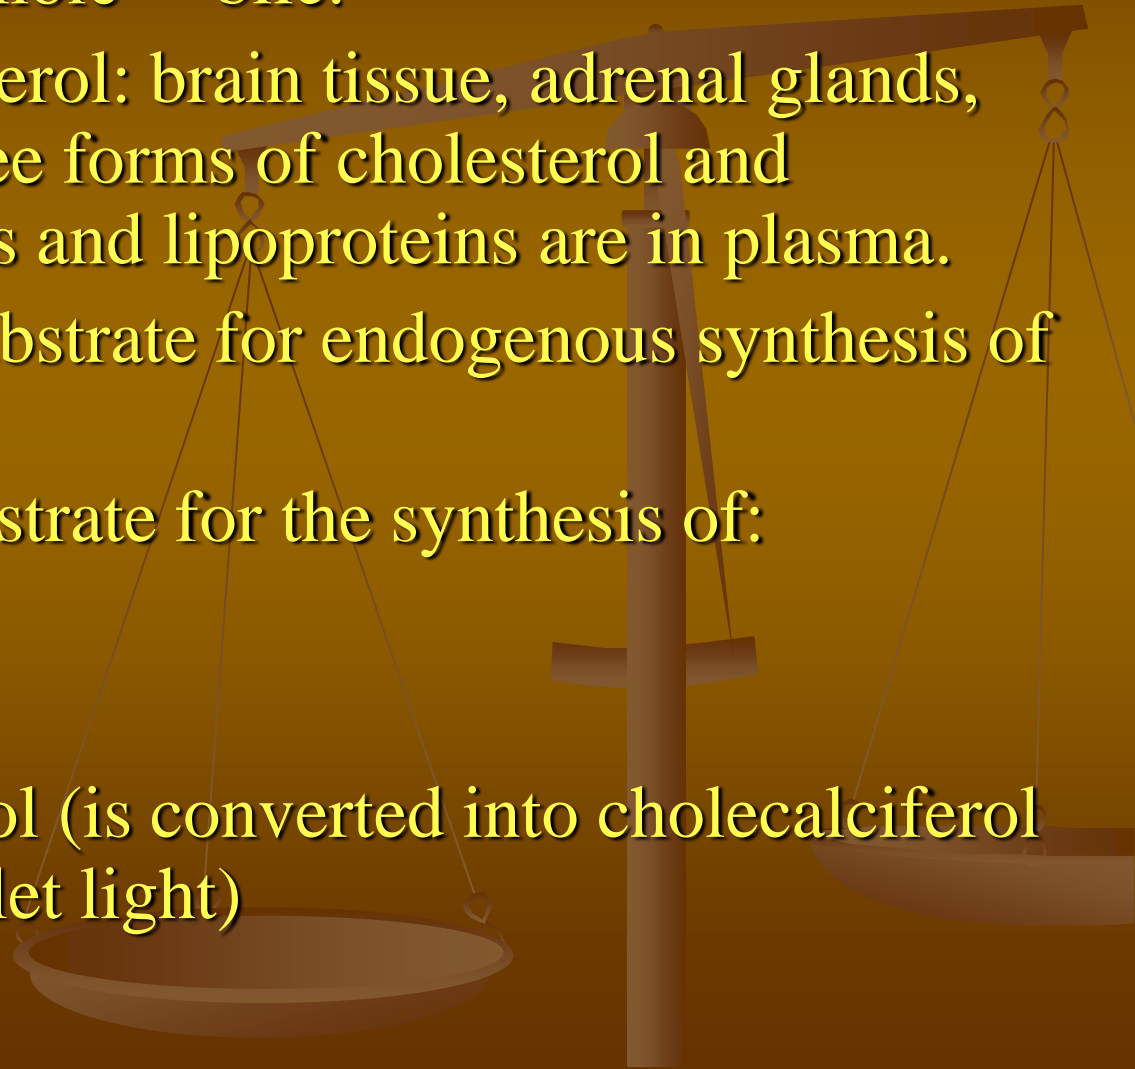 erol: brain tissue, adrenal glands,
ee forms of cholesterol and
s and lipoproteins are in plasma.
bstrate for endogenous synthesis of
strate for the synthesis of:
ol (is converted into cholecalciferol
let light)